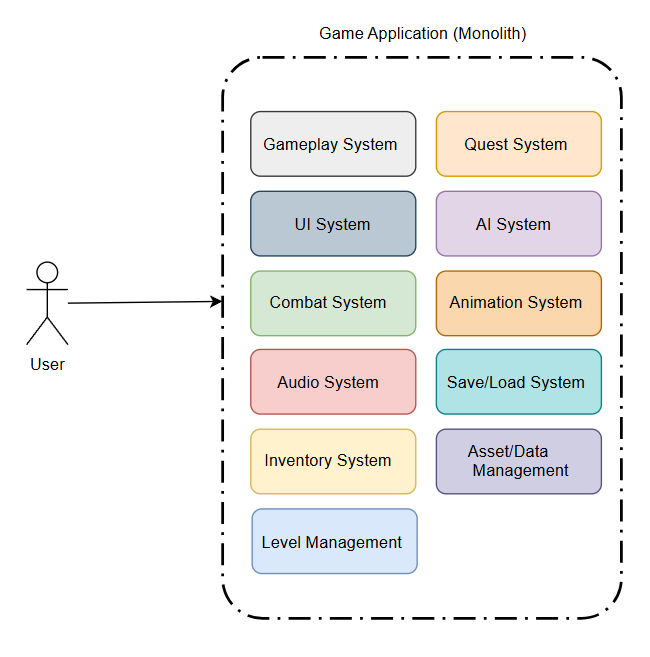 Game Application (Monolith)
Gameplay System
Quest System
UI System
AI System
Combat System
Animation System
User
Audio System
Save/Load System
Inventory System
Asset/Data
Management
Level Management